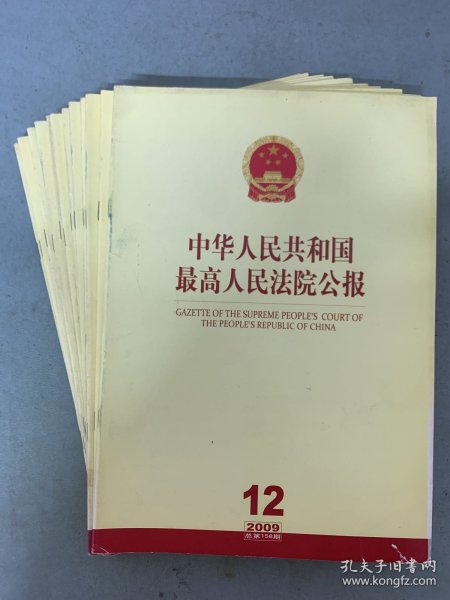 中华人民共和国
最高人民法院公报
GAZETTE OF THE SUPREME PEOPLE'S COURT OF
THE PEOPLE'S REPUBLIC OF CHINA
12
2009
总第158期
孔夫子旧书网
www.kongfz.com